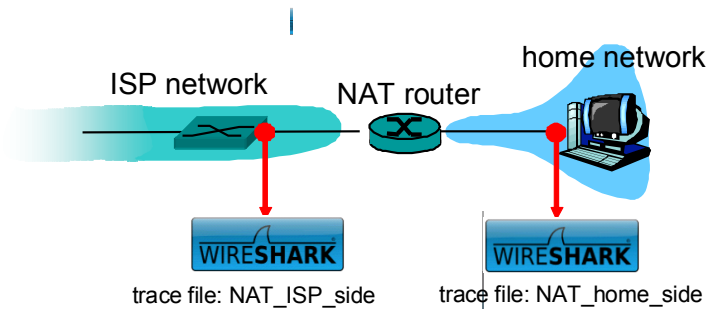 home network
ISP network
NAT router
WIRESHARK
WIRESHARK
trace file: NAT_ISP_side
trace file: NAT_home_side